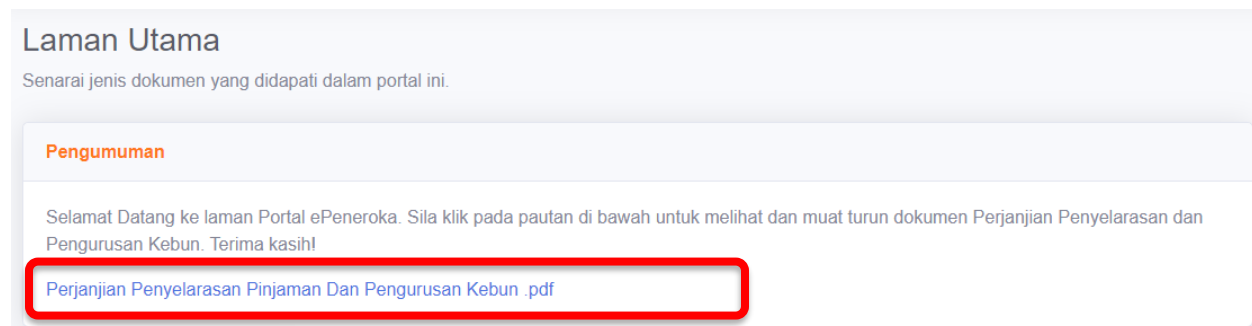 Laman Utama
Senarai jenis dokumen yang didapati dalam portal ini.
Pengumuman
Selamat Datang ke laman Portal ePeneroka. Sila klik pada pautan di bawah untuk melihat dan muat turun dokumen Perjanjian Penyelarasan dan
Pengurusan Kebun. Terima kasih!
Perjanjian Penyelarasan Pinjaman Dan Pengurusan Kebun .pdf